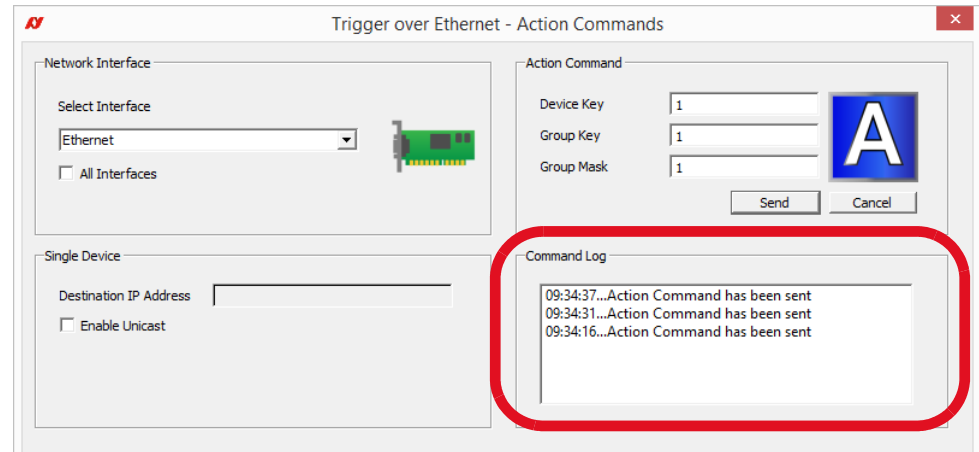 Trigger over Ethernet - Action Commands
Network Interface
Select Interface
Ethernet
All Interfaces
Action Command
Device Key 1
Group Key 1
Group Mask 1
A
Send Cancel
Single Device
Destination IP Address
Enable Unicast
Command Log
09:34:37...Action Command has been sent
09:34:31...Action Command has been sent
09:34:16...Action Command has been sent